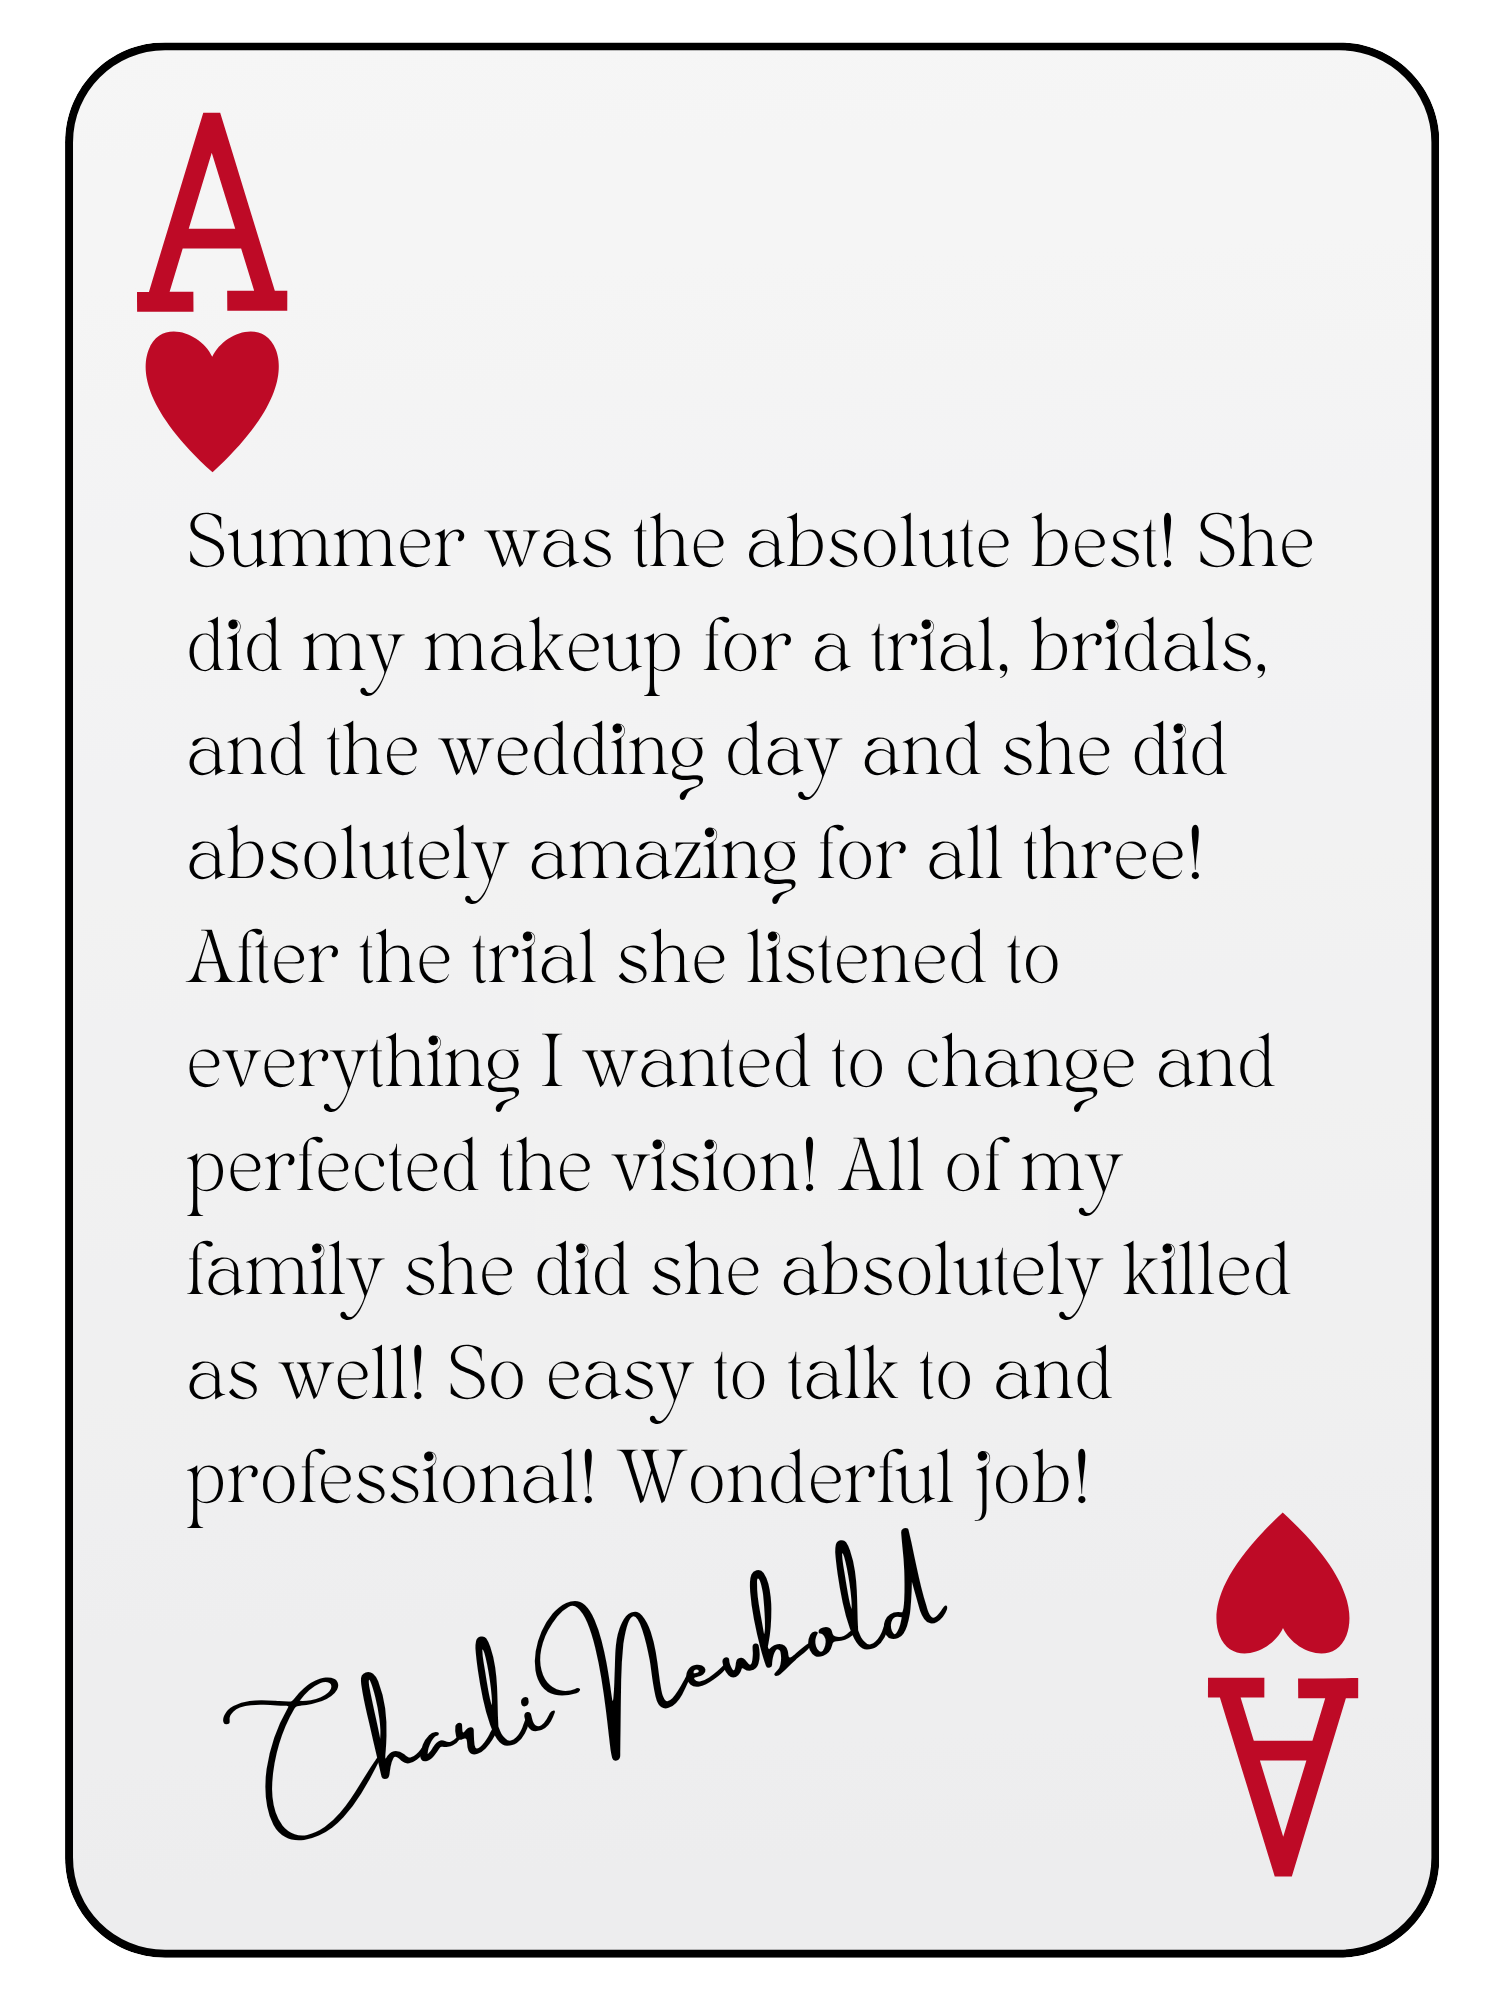 A
Summer was the absolute best! She
did my makeup for a trial, bridals,
and the wedding day and she did
absolutely amazing for all three!
After the trial she listened to
everything I wanted to change and
perfected the vision! All of my
family she did she absolutely killed
as well! So easy to talk to and
professional! Wonderful job!
Charli Newbold
A